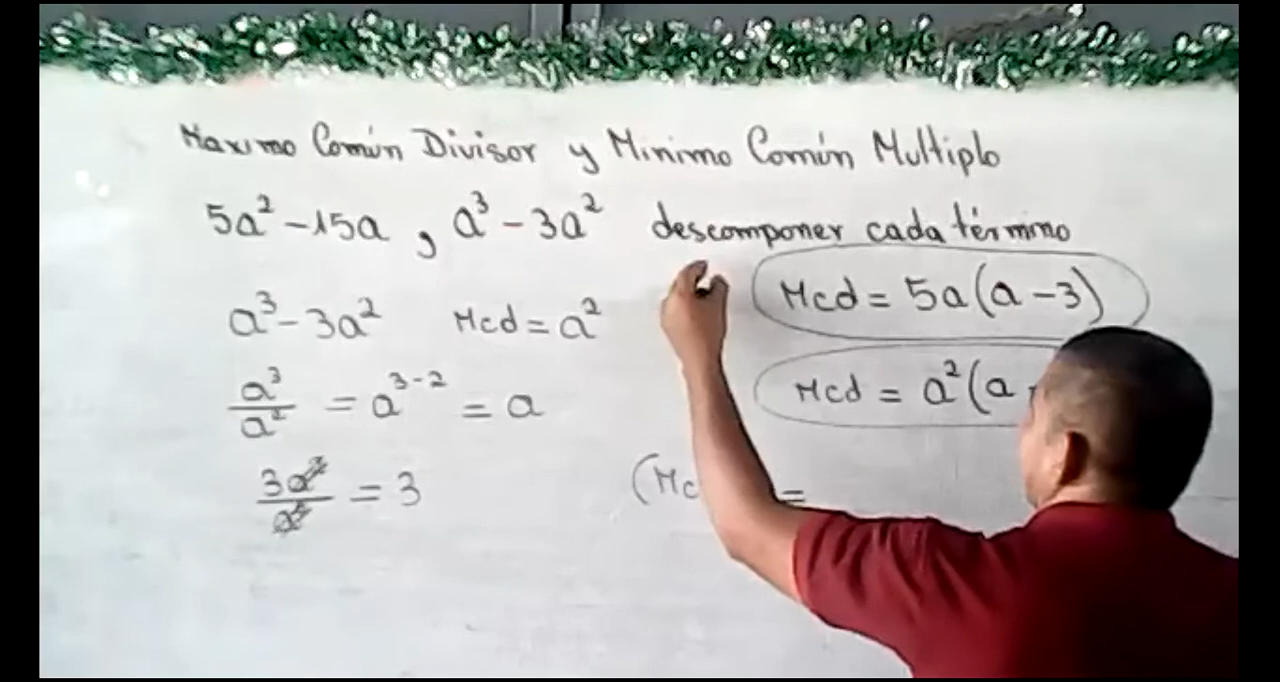 Maximo Común Divisor y Minimo Común Multiplo
5a² - 15a , a³ - 3a² descomponer cada término
a³ - 3a² Mcd = a² Mcd = 5a(a - 3)
a³/a² = a³⁻² = a Mcd = a²(a
3a²/a² = 3 (Mc =